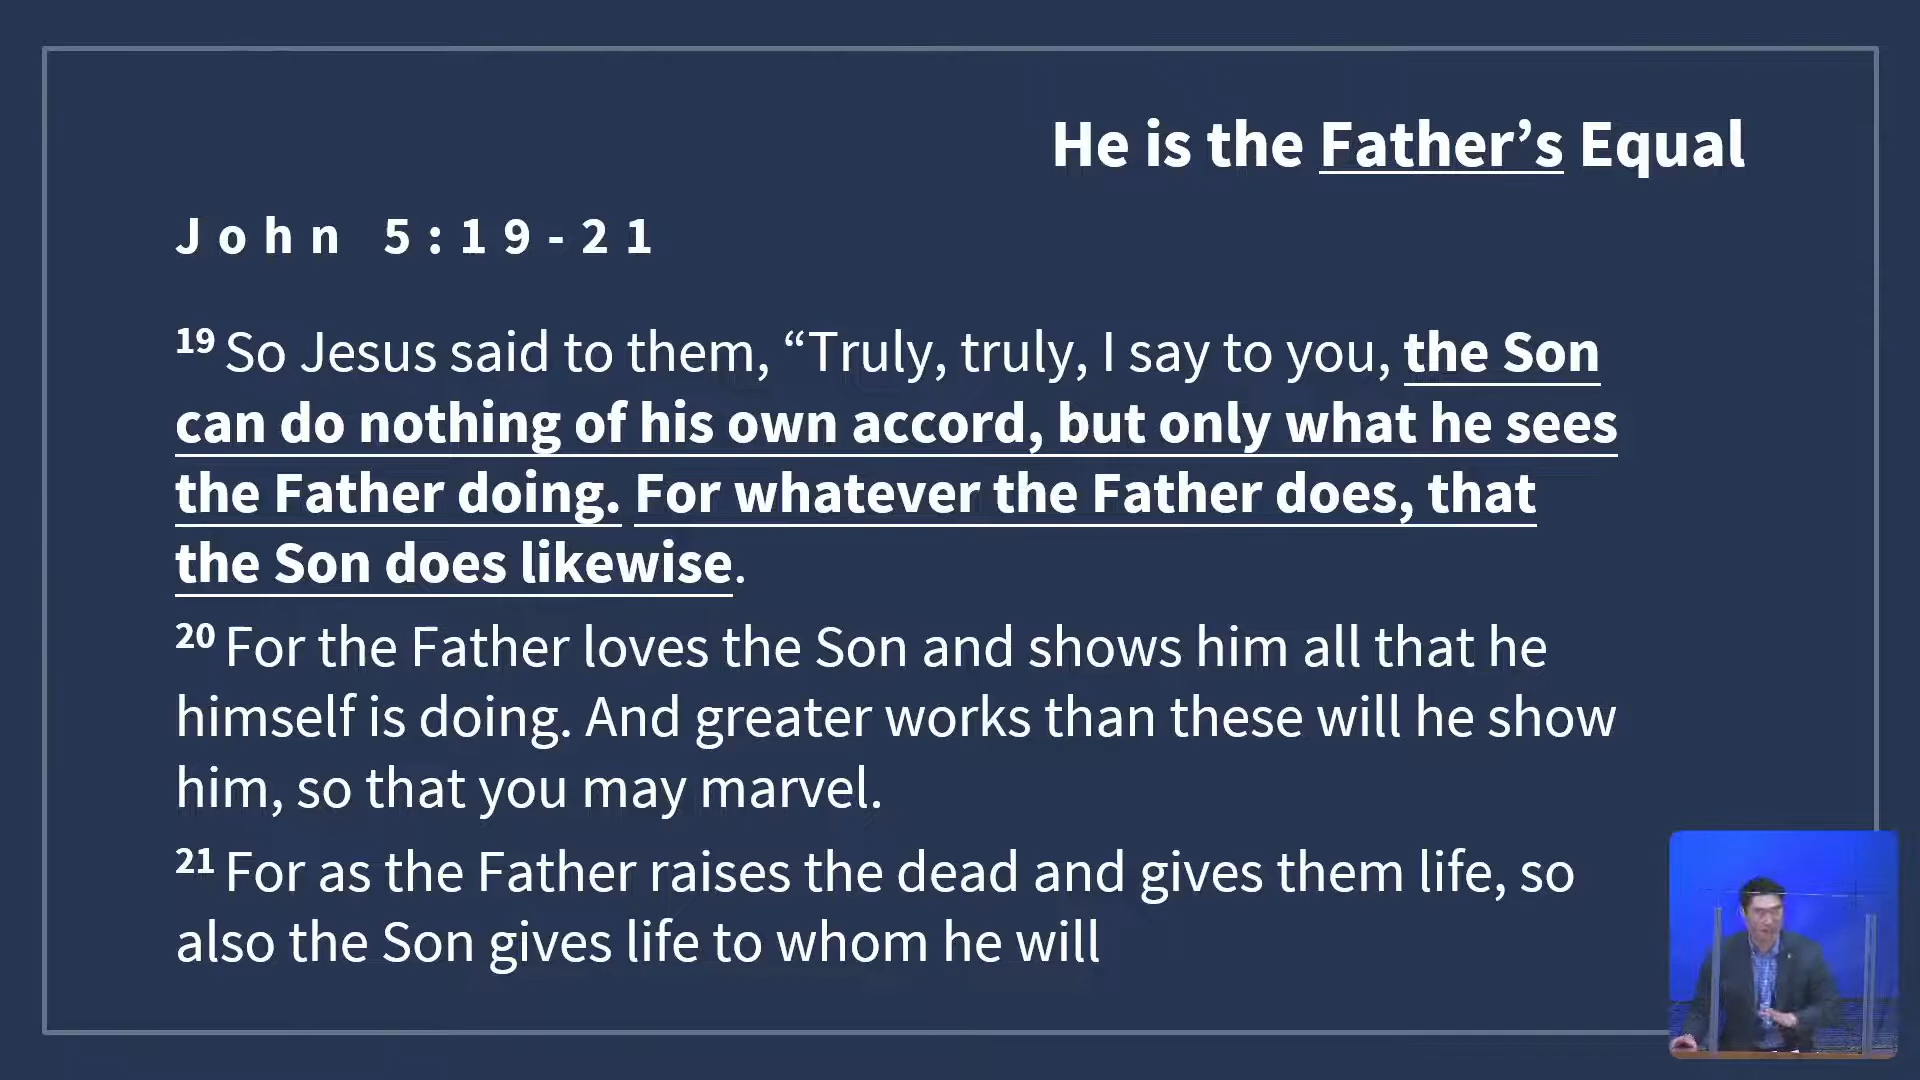 He is the Father’s Equal
John 5:19-21
19 So Jesus said to them, “Truly, truly, I say to you, the Son
can do nothing of his own accord, but only what he sees
the Father doing. For whatever the Father does, that
the Son does likewise.
20 For the Father loves the Son and shows him all that he
himself is doing. And greater works than these will he show
him, so that you may marvel.
21 For as the Father raises the dead and gives them life, so
also the Son gives life to whom he will